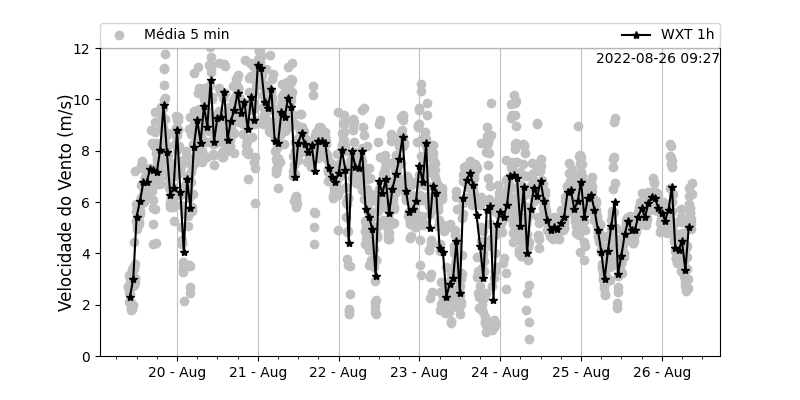 Média 5 min
WXT 1h
2022-08-26 09:27
Velocidade do Vento (m/s)
12
10
8
6
4
2
0
20 - Aug
21 - Aug
22 - Aug
23 - Aug
24 - Aug
25 - Aug
26 - Aug